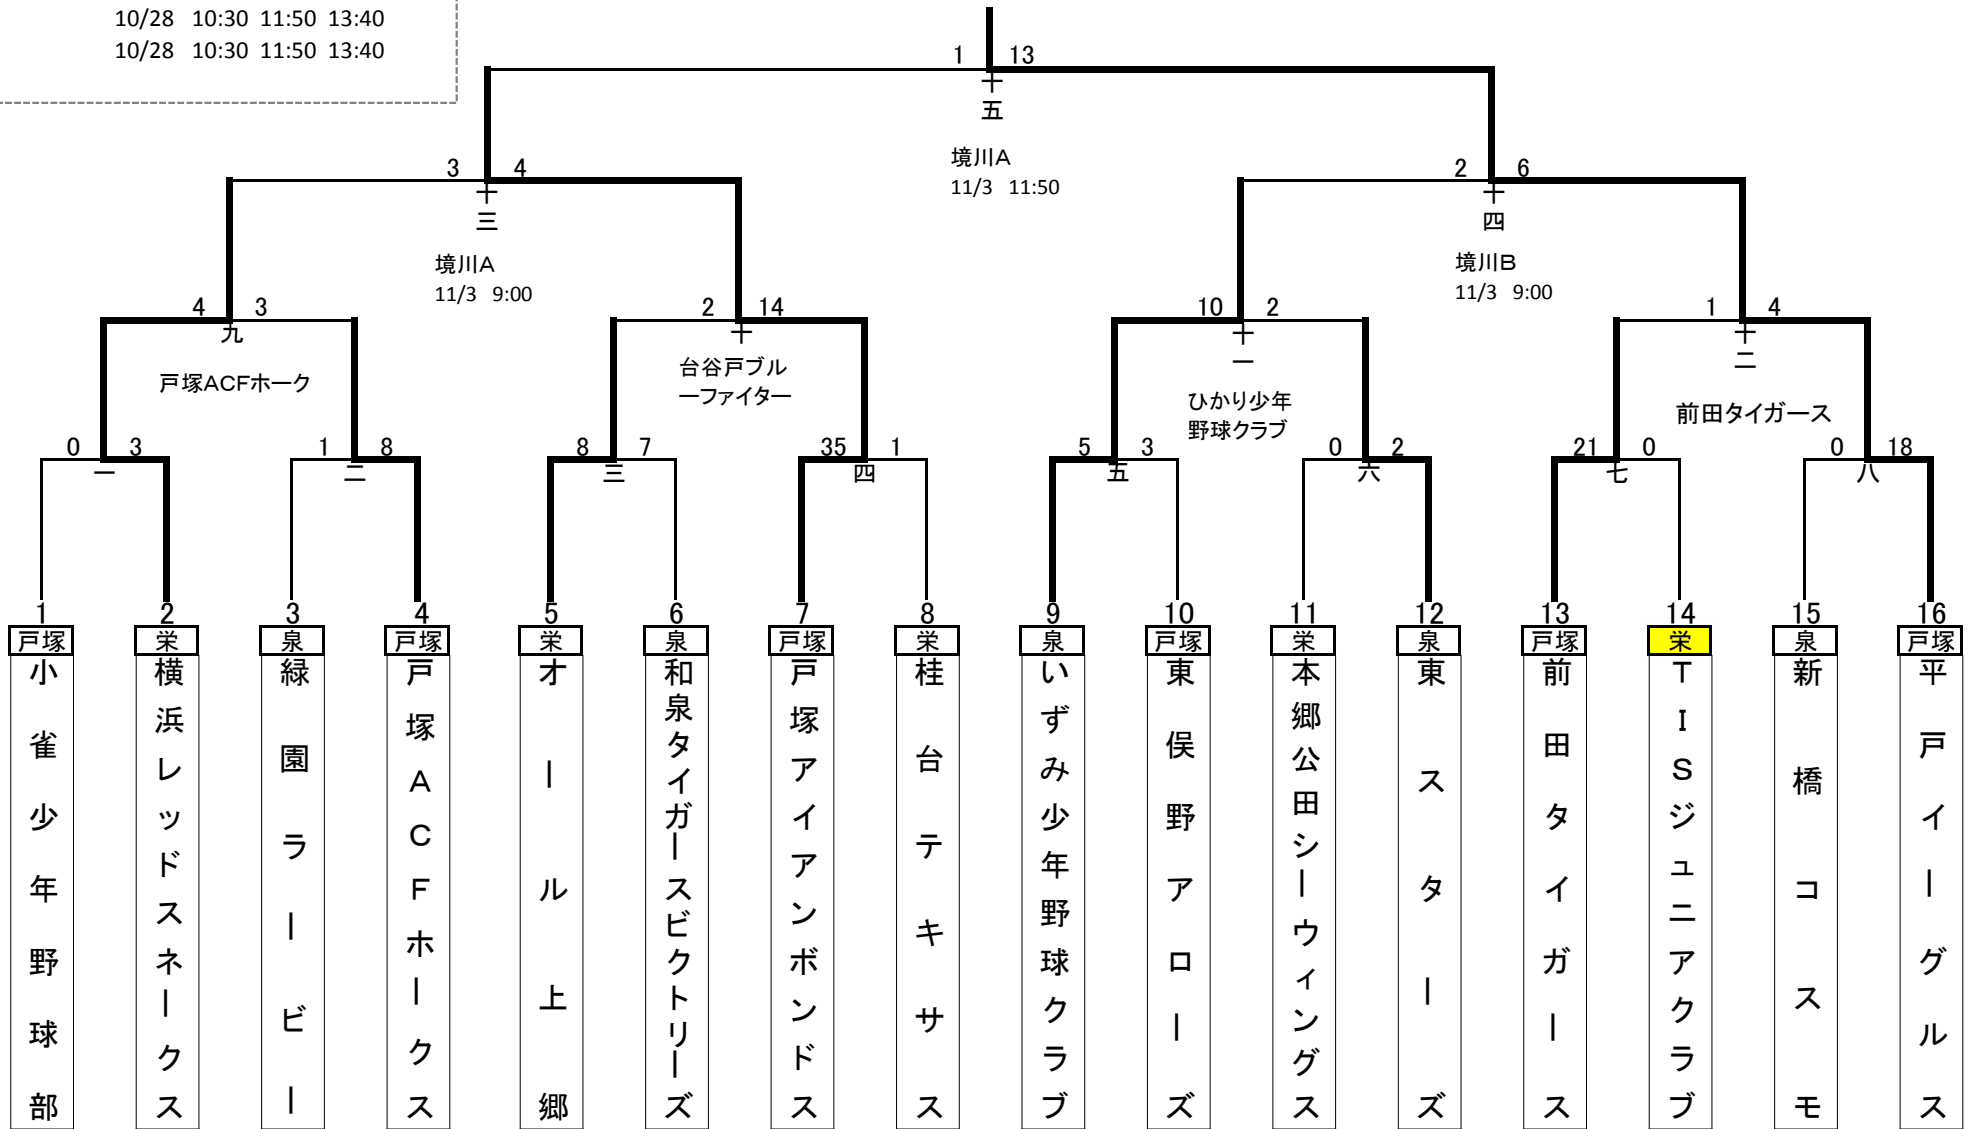 10/28 10:30 11:50 13:40
10/28 10:30 11:50 13:40
1 13
十五
境川A
11/3 11:50
3 4
十三
境川A
11/3 9:00
2 6
十四
境川B
11/3 9:00
4 3
九
戸塚ACFホーク
2 14
十
台谷戸ブル
ーファイター
10 2
十一
ひかり少年
野球クラブ
1 4
十二
前田タイガース
0 3
一
1 8
二
8 7
三
35 1
四
5 3
五
0 2
六
21 0
七
0 18
八
1 2 3 4 5 6 7 8 9 10 11 12 13 14 15 16
戸塚 栄 泉 戸塚 栄 泉 戸塚 栄 泉 戸塚 栄 泉 戸塚 栄 泉 戸塚
小雀少年野球部
横浜レッドスネークス
緑園ラービー
戸塚ACFホークス
オール上郷
和泉タイガースビクトリーズ
戸塚アイアンボンドス
桂台テキサス
いずみ少年野球クラブ
東俣野アローズ
本郷公田シーウィングス
東スターズ
前田タイガース
TISジュニアクラブ
新橋コスモ
平戸イーグルス